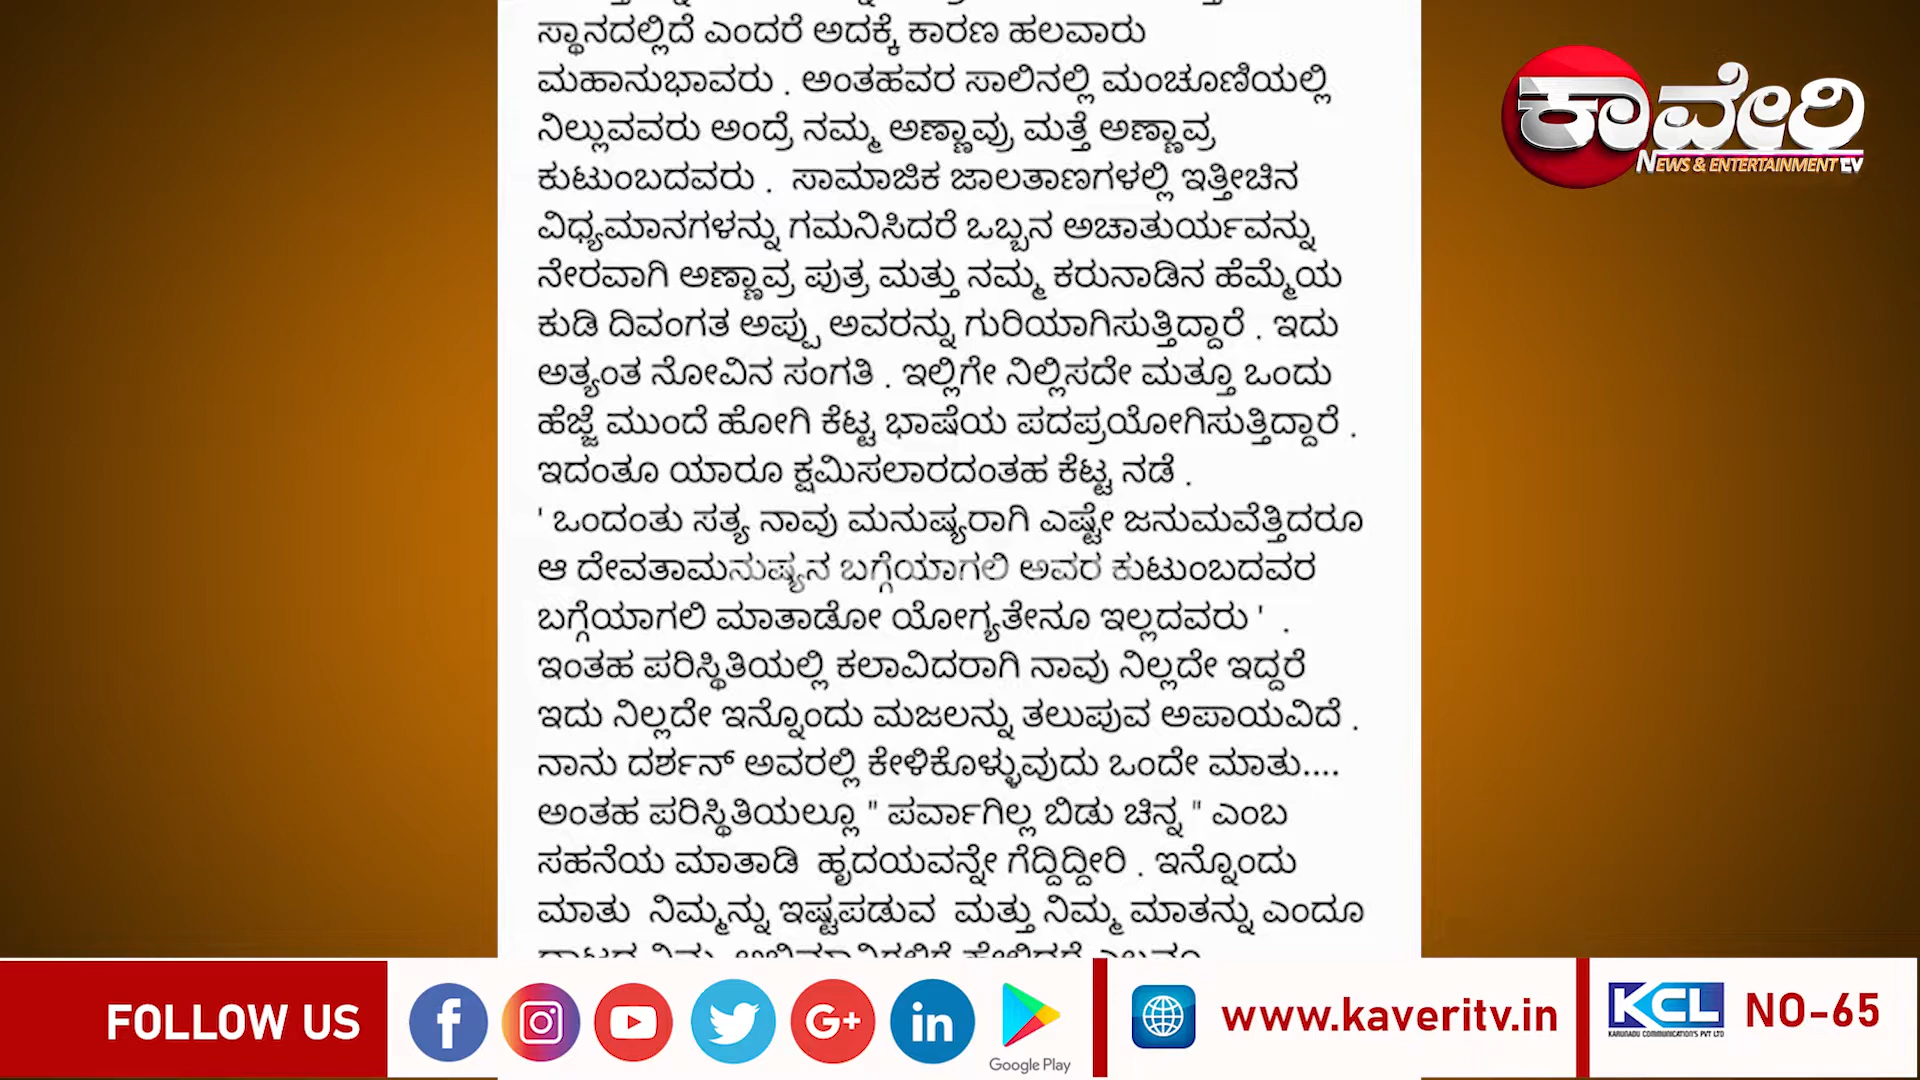 ಸ್ಥಾನದಲ್ಲಿದೆ ಎಂದರೆ ಅದಕ್ಕೆ ಕಾರಣ ಹಲವಾರು
ಮಹಾನುಭಾವರು . ಅಂತಹವರ ಸಾಲಿನಲ್ಲಿ ಮಂಚೂಣಿಯಲ್ಲಿ
ನಿಲ್ಲುವವರು ಅಂದ್ರೆ ನಮ್ಮ ಅಣ್ಣಾವ್ರು ಮತ್ತೆ ಅಣ್ಣಾವ್ರ
ಕುಟುಂಬದವರು . ಸಾಮಾಜಿಕ ಜಾಲತಾಣಗಳಲ್ಲಿ ಇತ್ತೀಚಿನ
ವಿಧ್ಯಮಾನಗಳನ್ನು ಗಮನಿಸಿದರೆ ಒಬ್ಬನ ಅಚಾತುರ್ಯವನ್ನು
ನೇರವಾಗಿ ಅಣ್ಣಾವ್ರ ಪುತ್ರ ಮತ್ತು ನಮ್ಮ ಕರುನಾಡಿನ ಹೆಮ್ಮೆಯ
ಕುಡಿ ದಿವಂಗತ ಅಪ್ಪು ಅವರನ್ನು ಗುರಿಯಾಗಿಸುತ್ತಿದ್ದಾರೆ . ಇದು
ಅತ್ಯಂತ ನೋವಿನ ಸಂಗತಿ . ಇಲ್ಲಿಗೇ ನಿಲ್ಲಿಸದೇ ಮತ್ತೂ ಒಂದು
ಹೆಜ್ಜೆ ಮುಂದೆ ಹೋಗಿ ಕೆಟ್ಟ ಭಾಷೆಯ ಪದಪ್ರಯೋಗಿಸುತ್ತಿದ್ದಾರೆ .
ಇದಂತೂ ಯಾರೂ ಕ್ಷಮಿಸಲಾರದಂತಹ ಕೆಟ್ಟ ನಡೆ .
' ಒಂದಂತು ಸತ್ಯ ನಾವು ಮನುಷ್ಯರಾಗಿ ಎಷ್ಟೇ ಜನುಮವೆತ್ತಿದರೂ
ಆ ದೇವತಾಮನುಷ್ಯನ ಬಗ್ಗೆಯಾಗಲಿ ಅವರ ಕುಟುಂಬದವರ
ಬಗ್ಗೆಯಾಗಲಿ ಮಾತಾಡೋ ಯೋಗ್ಯತೇನೂ ಇಲ್ಲದವರು ' .
ಇಂತಹ ಪರಿಸ್ಥಿತಿಯಲ್ಲಿ ಕಲಾವಿದರಾಗಿ ನಾವು ನಿಲ್ಲದೇ ಇದ್ದರೆ
ಇದು ನಿಲ್ಲದೇ ಇನ್ನೊಂದು ಮಜಲನ್ನು ತಲುಪುವ ಅಪಾಯವಿದೆ .
ನಾನು ದರ್ಶನ್ ಅವರಲ್ಲಿ ಕೇಳಿಕೊಳ್ಳುವುದು ಒಂದೇ ಮಾತು....
ಅಂತಹ ಪರಿಸ್ಥಿತಿಯಲ್ಲೂ " ಪರ್ವಾಗಿಲ್ಲ ಬಿಡು ಚಿನ್ನ " ಎಂಬ
ಸಹನೆಯ ಮಾತಾಡಿ ಹೃದಯವನ್ನೇ ಗೆದ್ದಿದ್ದೀರಿ . ಇನ್ನೊಂದು
ಮಾತು ನಿಮ್ಮನ್ನು ಇಷ್ಟಪಡುವ ಮತ್ತು ನಿಮ್ಮ ಮಾತನ್ನು ಎಂದೂ
ಕಾವೇರಿ
NEWS & ENTERTAINMENT
FOLLOW US
Google Play
www.kaveritv.in
KCL
KARUNADU COMMUNICATION'S PVT LTD
NO-65